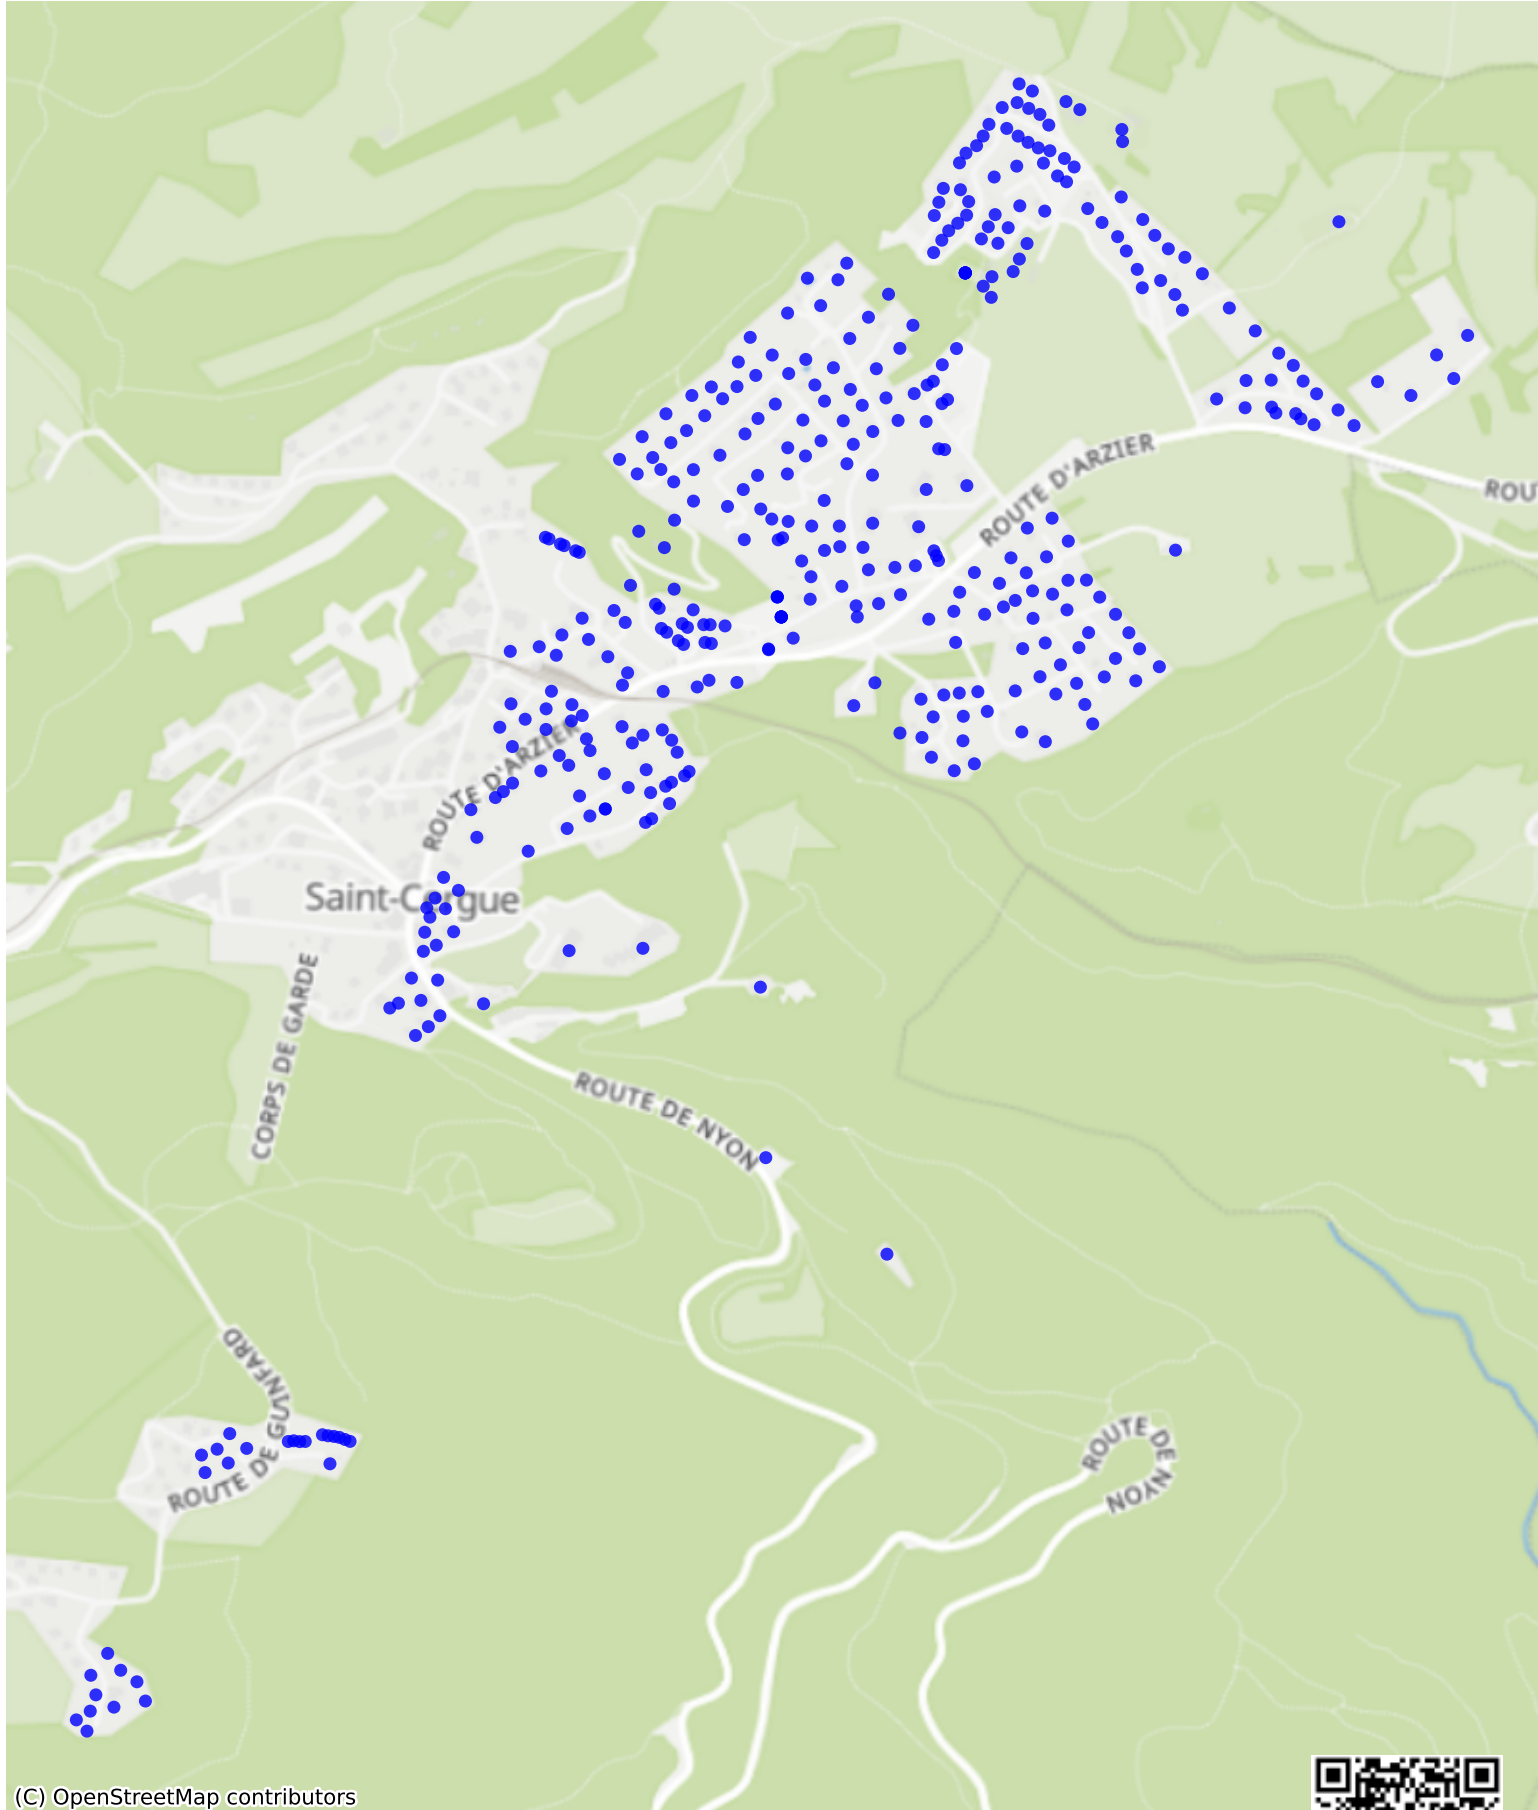 ROUTE D'ARZIER
ROUT
ROUTE D'ARZIER
Saint-Cergue
CORPS DE GARDE
ROUTE DE NYON
ROUTE DE GUINFARD
ROUTE DE NYON
(C) OpenStreetMap contributors